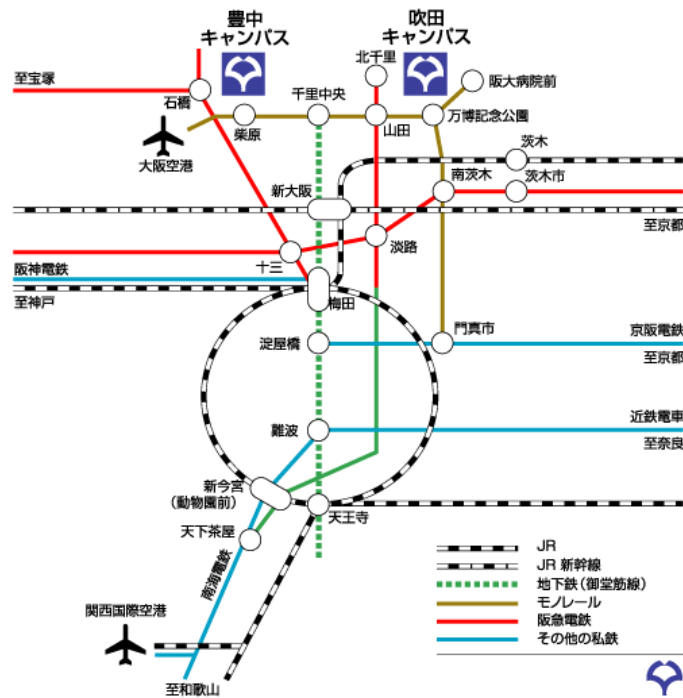 豊中
キャンパス
吹田
キャンパス
北千里
至宝塚
石橋
千里中央
阪大病院前
柴原
山田
万博記念公園
大阪空港
茨木
新大阪
南茨木
茨木市
至京都
十三
淡路
阪神電鉄
至神戸
梅田
淀屋橋
門真市
京阪電鉄
至京都
難波
近鉄電車
至奈良
新今宮
(動物園前)
天王寺
天下茶屋
南海電鉄
関西国際空港
至和歌山
JR
JR 新幹線
地下鉄(御堂筋線)
モノレール
阪急電鉄
その他の私鉄